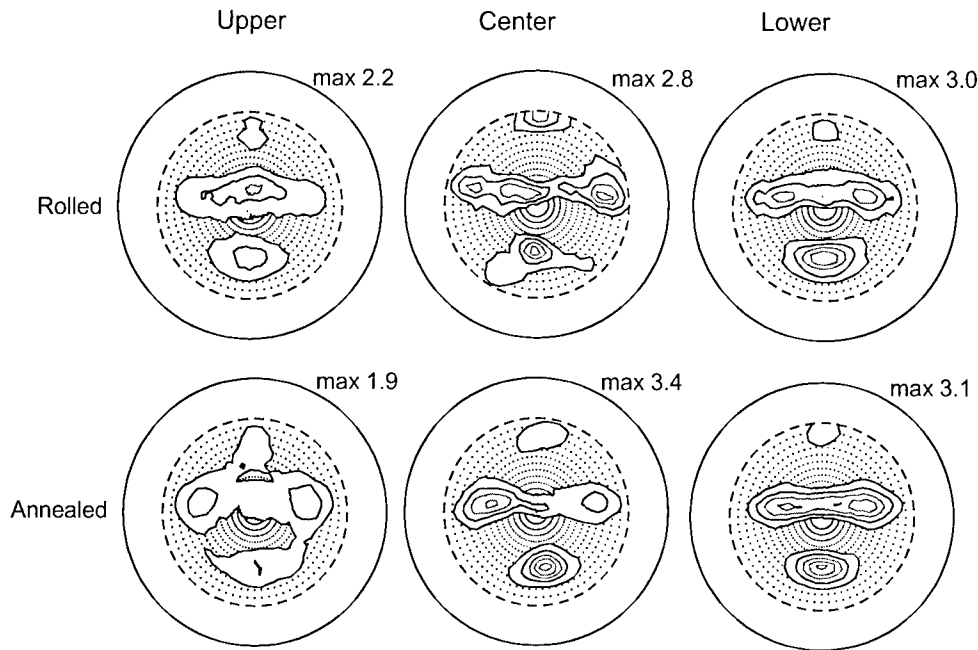 Upper Center Lower
max 2.2 max 2.8 max 3.0
Rolled
max 1.9 max 3.4 max 3.1
Annealed